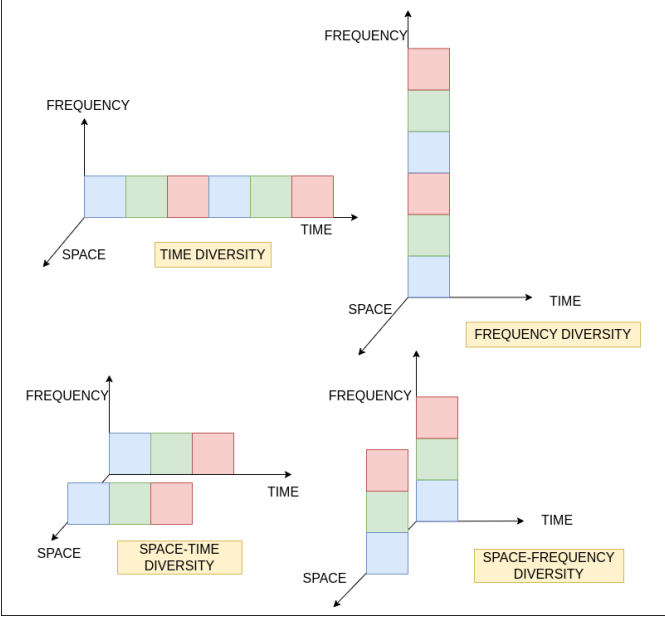 FREQUENCY
TIME
SPACE
TIME DIVERSITY
FREQUENCY
TIME
SPACE
FREQUENCY DIVERSITY
FREQUENCY
TIME
SPACE
SPACE-TIME
DIVERSITY
FREQUENCY
TIME
SPACE
SPACE-FREQUENCY
DIVERSITY